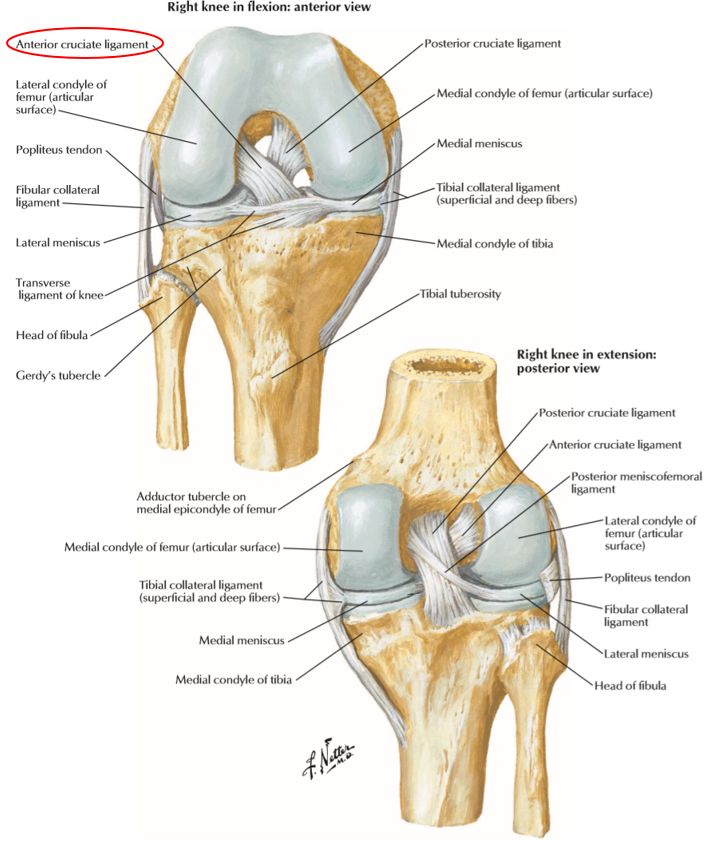 Right knee in flexion: anterior view
Anterior cruciate ligament
Lateral condyle of
femur (articular
surface)
Popliteus tendon
Fibular collateral
ligament
Lateral meniscus
Transverse
ligament of knee
Head of fibula
Gerdy's tubercle
Posterior cruciate ligament
Medial condyle of femur (articular surface)
Medial meniscus
Tibial collateral ligament
(superficial and deep fibers)
Medial condyle of tibia
Tibial tuberosity
Right knee in extension:
posterior view
Adductor tubercle on
medial epicondyle of femur
Medial condyle of femur (articular surface)
Tibial collateral ligament
(superficial and deep fibers)
Medial meniscus
Medial condyle of tibia
Posterior cruciate ligament
Anterior cruciate ligament
Posterior meniscofemoral
ligament
Lateral condyle of
femur (articular
surface)
Popliteus tendon
Fibular collateral
ligament
Lateral meniscus
Head of fibula
F. Netter
M.D.